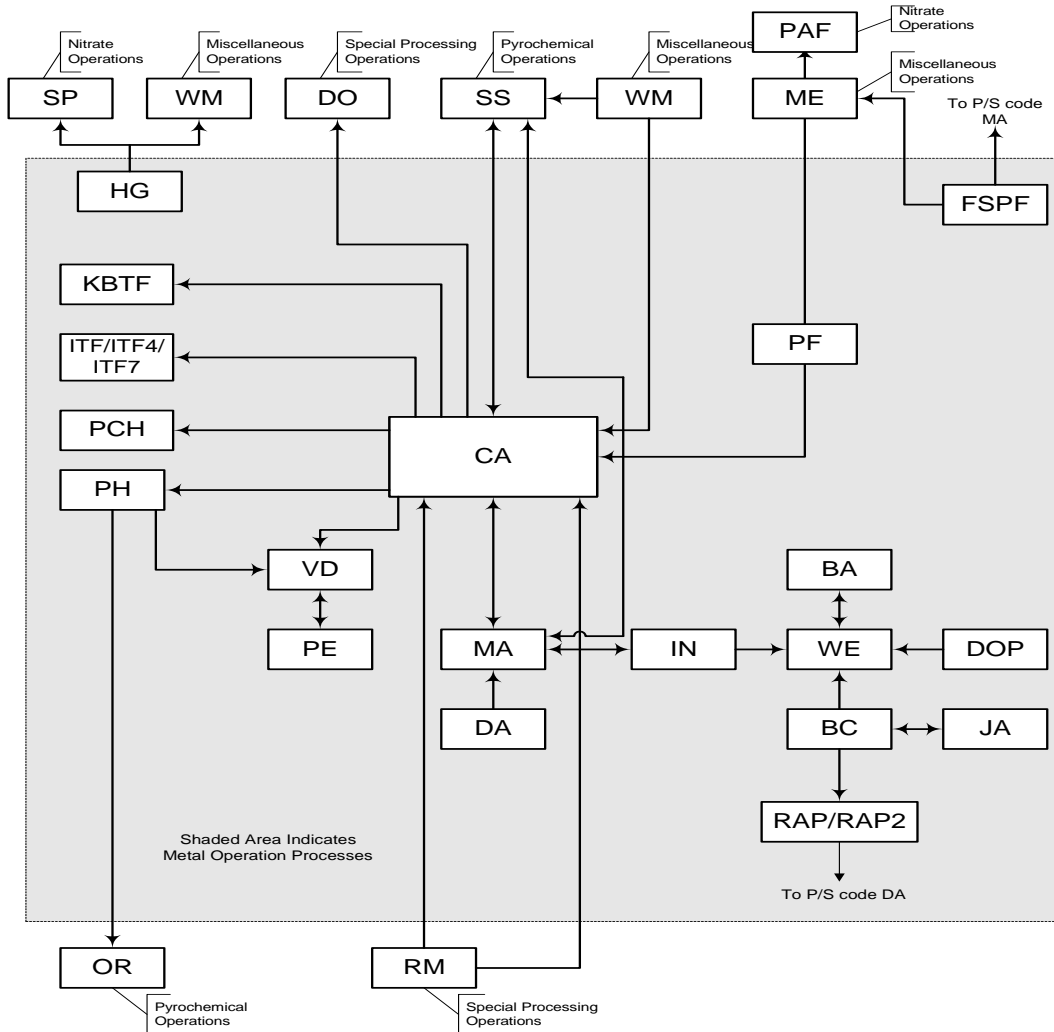 PAF
Nitrate
Operations
Nitrate
Operations
Miscellaneous
Operations
Special Processing
Operations
Pyrochemical
Operations
Miscellaneous
Operations
Miscellaneous
Operations
SP
WM
DO
SS
WM
ME
To P/S code
MA
HG
FSPF
KBTF
ITF/ITF4/
ITF7
PF
PCH
CA
PH
VD
BA
PE
MA
IN
WE
DOP
DA
BC
JA
RAP/RAP2
Shaded Area Indicates
Metal Operation Processes
To P/S code DA
OR
RM
Pyrochemical
Operations
Special Processing
Operations